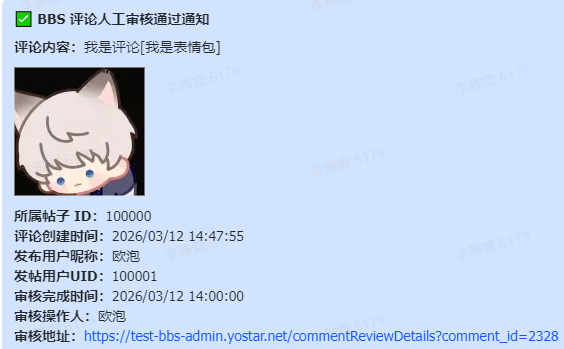 BBS 评论人工审核通过通知
评论内容：我是评论[我是表情包]
所属帖子 ID：100000
评论创建时间：2026/03/12 14:47:55
发布用户昵称：欧泡
发帖用户UID：100001
审核完成时间：2026/03/12 14:00:00
审核操作人：欧泡
审核地址：https://test-bbs-admin.yostar.net/commentReviewDetails?comment_id=2328